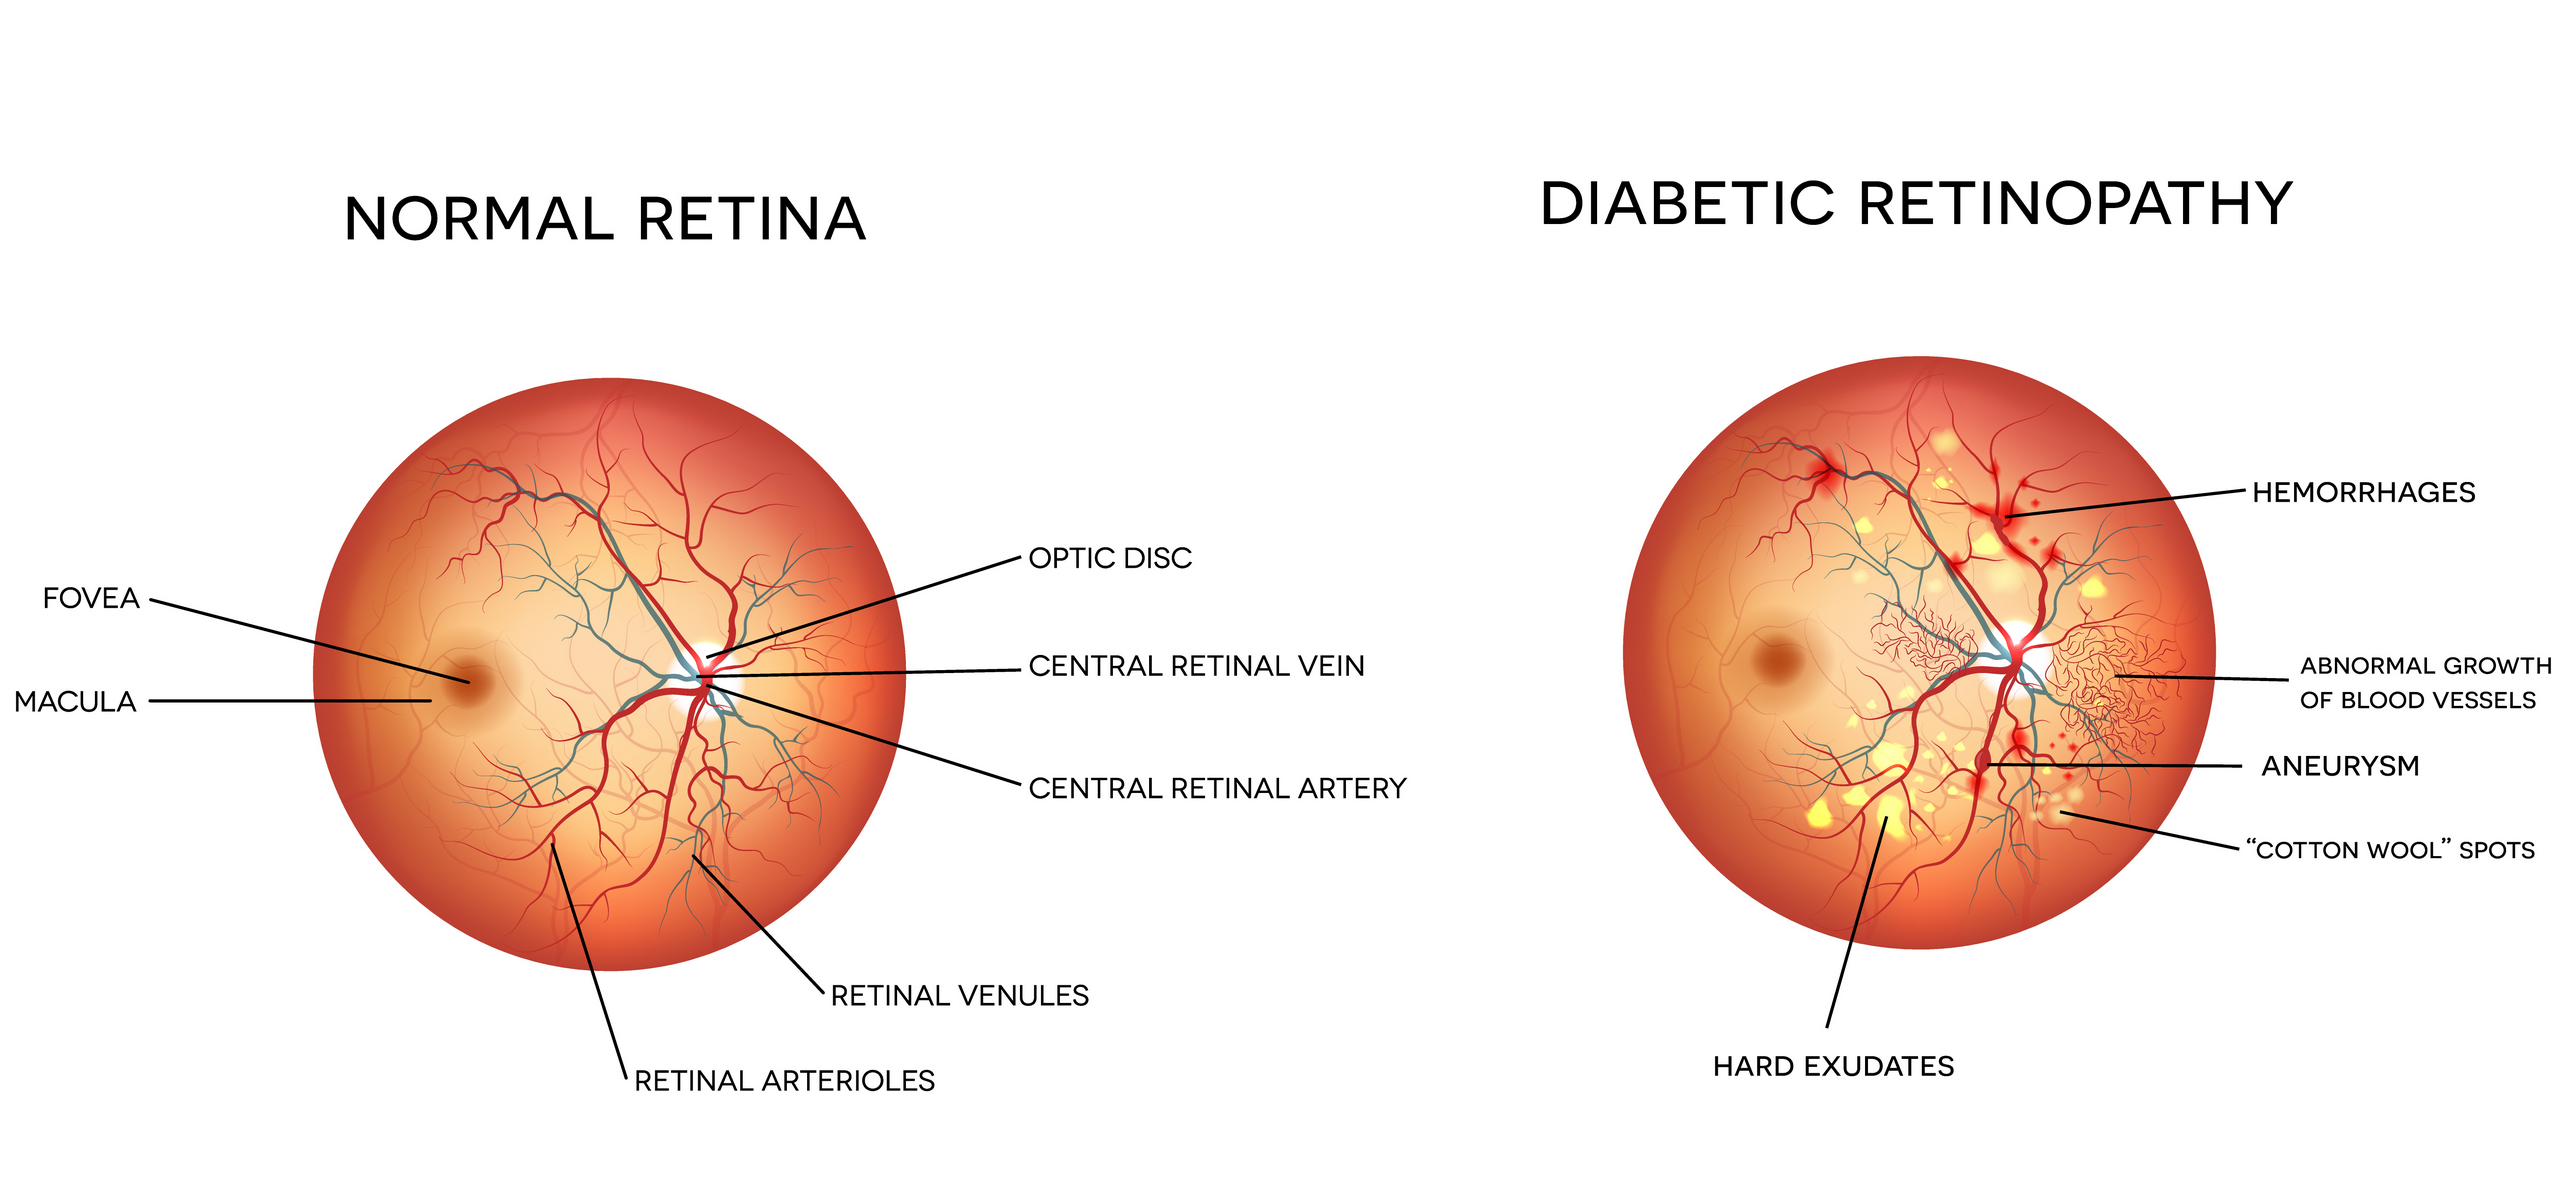 NORMAL RETINA
FOVEA
MACULA
OPTIC DISC
CENTRAL RETINAL VEIN
CENTRAL RETINAL ARTERY
RETINAL VENULES
RETINAL ARTERIOLES
DIABETIC RETINOPATHY
HEMORRHAGES
ABNORMAL GROWTH
OF BLOOD VESSELS
ANEURYSM
“COTTON WOOL” SPOTS
HARD EXUDATES